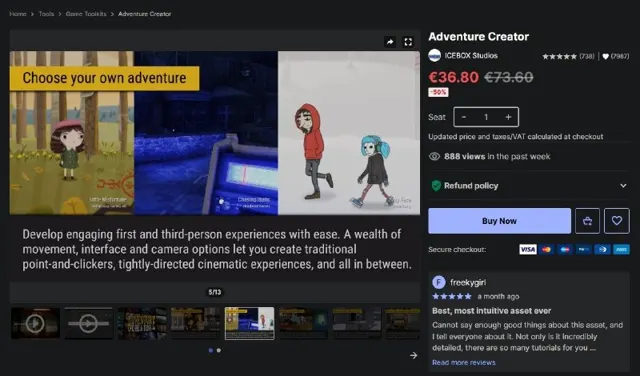 Home > Tools > Game Toolkits > Adventure Creator
Choose your own adventure
Develop engaging first and third-person experiences with ease. A wealth of
movement, interface and camera options let you create traditional
point-and-clickers, tightly-directed cinematic experiences, and all in between.
5/13
Adventure Creator
ICEBOX Studios
(738) | (7967)
€36.80 €73.60
-50%
Seat - 1 +
Updated price and taxes/VAT calculated at checkout
888 views in the past week
Refund policy
Buy Now
Secure checkout: VISA
F freekygirl
a month ago
Best, most intuitive asset ever
Cannot say enough good things about this asset, and
I tell everyone about it. Not only is it incredibly
detailed, there are so many tutorials for you ...
Read more reviews